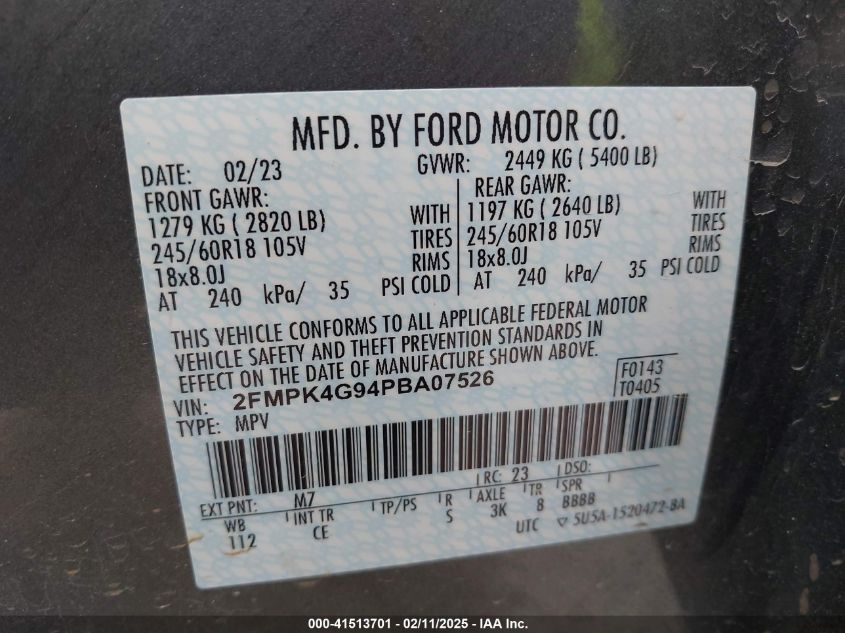 MFD. BY FORD MOTOR CO.
DATE: 02/23 GVWR: 2449 KG ( 5400 LB)
FRONT GAWR: REAR GAWR:
1279 KG ( 2820 LB) WITH 1197 KG ( 2640 LB) WITH
245/60R18 105V TIRES 245/60R18 105V TIRES
18x8.0J RIMS 18x8.0J RIMS
AT 240 kPa/ 35 PSI COLD AT 240 kPa/ 35 PSI COLD
THIS VEHICLE CONFORMS TO ALL APPLICABLE FEDERAL MOTOR
VEHICLE SAFETY AND THEFT PREVENTION STANDARDS IN
EFFECT ON THE DATE OF MANUFACTURE SHOWN ABOVE.
VIN: 2FMPK4G94PBA07526 F0143
TYPE: MPV T0405
EXT PNT: M7 RC: 23 DSO:
WB INT TR TP/PS R AXLE TR SPR
112 CE S 3K 8 BBBB
UTC ▽ 5U5A-1520472-BA
000-41513701 - 02/11/2025 - IAA Inc.